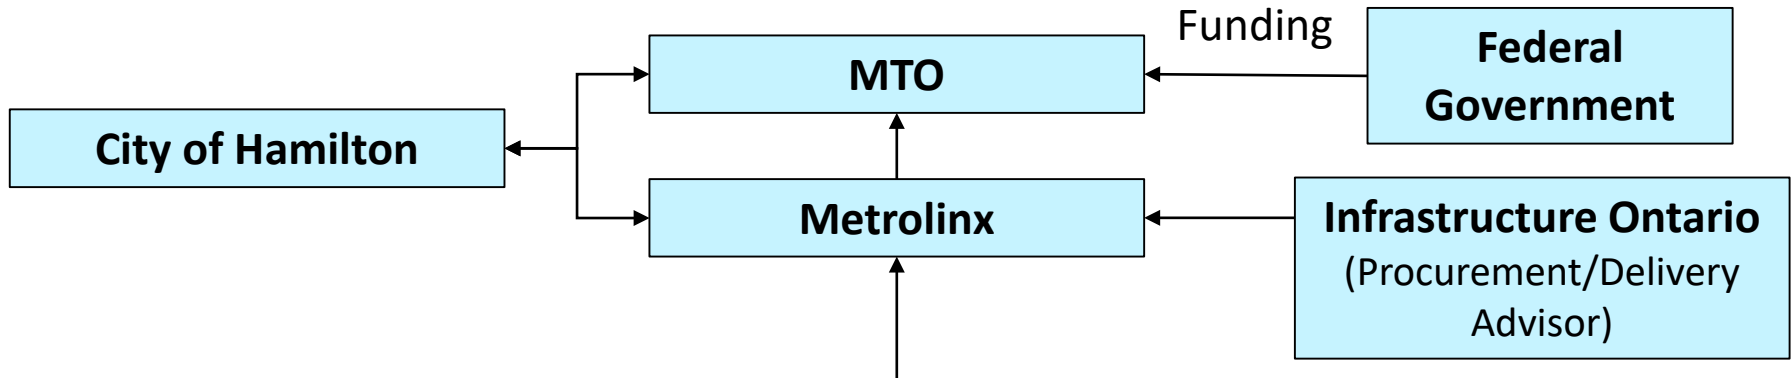 Funding
MTO
Federal
Government
City of Hamilton
Metrolinx
Infrastructure Ontario
(Procurement/Delivery
Advisor)